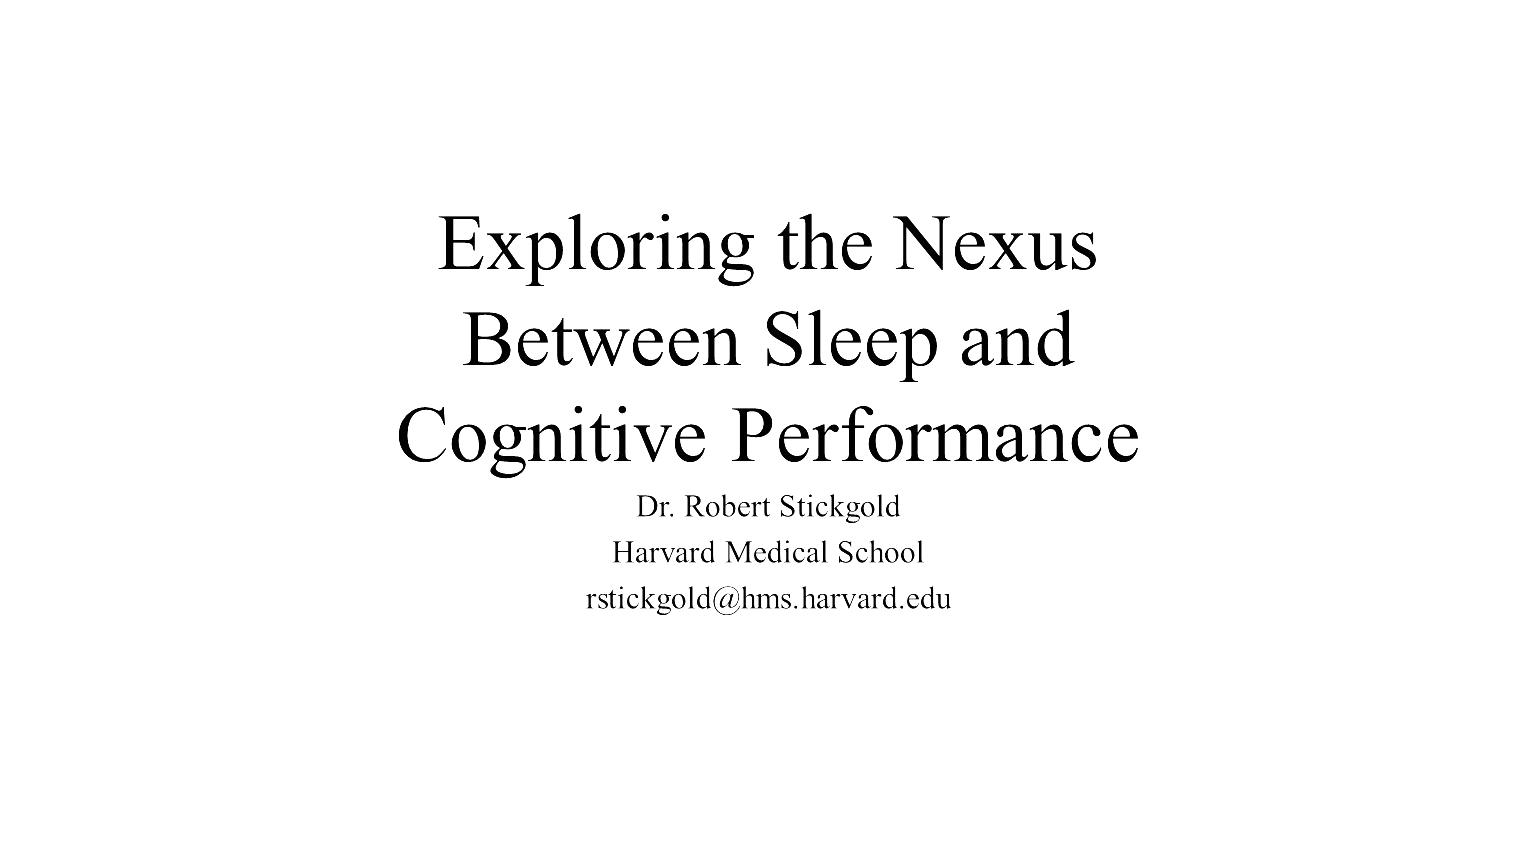 Exploring the Nexus
Between Sleep and
Cognitive Performance
Dr. Robert Stickgold
Harvard Medical School
rstickgold@hms.harvard.edu